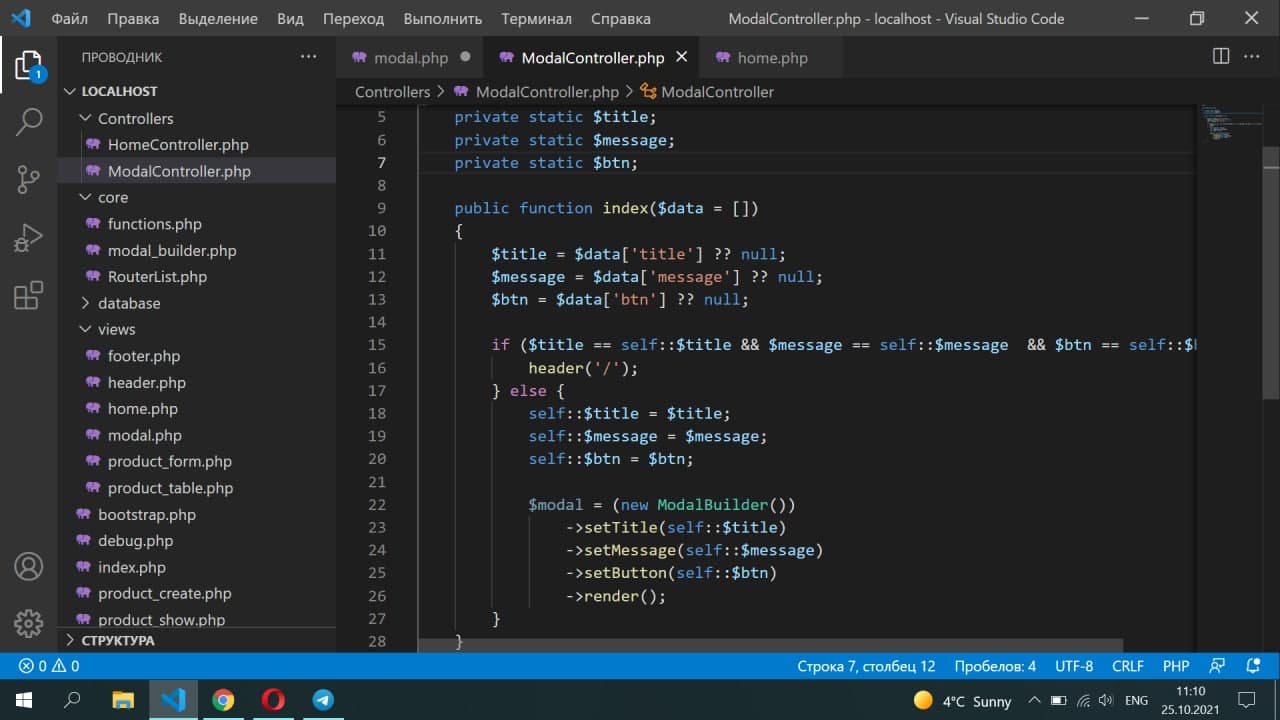 Файл Правка Выделение Вид Переход Выполнить Терминал Справка ModalController.php - localhost - Visual Studio Code
ПРОВОДНИК
modal.php ModalController.php home.php
Controllers > ModalController.php > ModalController
1
LOCALHOST
Controllers
HomeController.php
ModalController.php
core
functions.php
modal_builder.php
RouterList.php
database
views
footer.php
header.php
home.php
modal.php
product_form.php
product_table.php
bootstrap.php
debug.php
index.php
product_create.php
product_show.php
СТРУКТУРА
5 private static $title;
6 private static $message;
7 private static $btn;
8
9 public function index($data = [])
10 {
11 $title = $data['title'] ?? null;
12 $message = $data['message'] ?? null;
13 $btn = $data['btn'] ?? null;
14
15 if ($title == self::$title && $message == self::$message  && $btn == self::$b
16 header('/');
17 } else {
18 self::$title = $title;
19 self::$message = $message;
20 self::$btn = $btn;
21
22 $modal = (new ModalBuilder())
23 ->setTitle(self::$title)
24 ->setMessage(self::$message)
25 ->setButton(self::$btn)
26 ->render();
27 }
28 }
0 0 Строка 7, столбец 12 Пробелов: 4 UTF-8 CRLF PHP
4°C Sunny ENG 11:10
25.10.2021